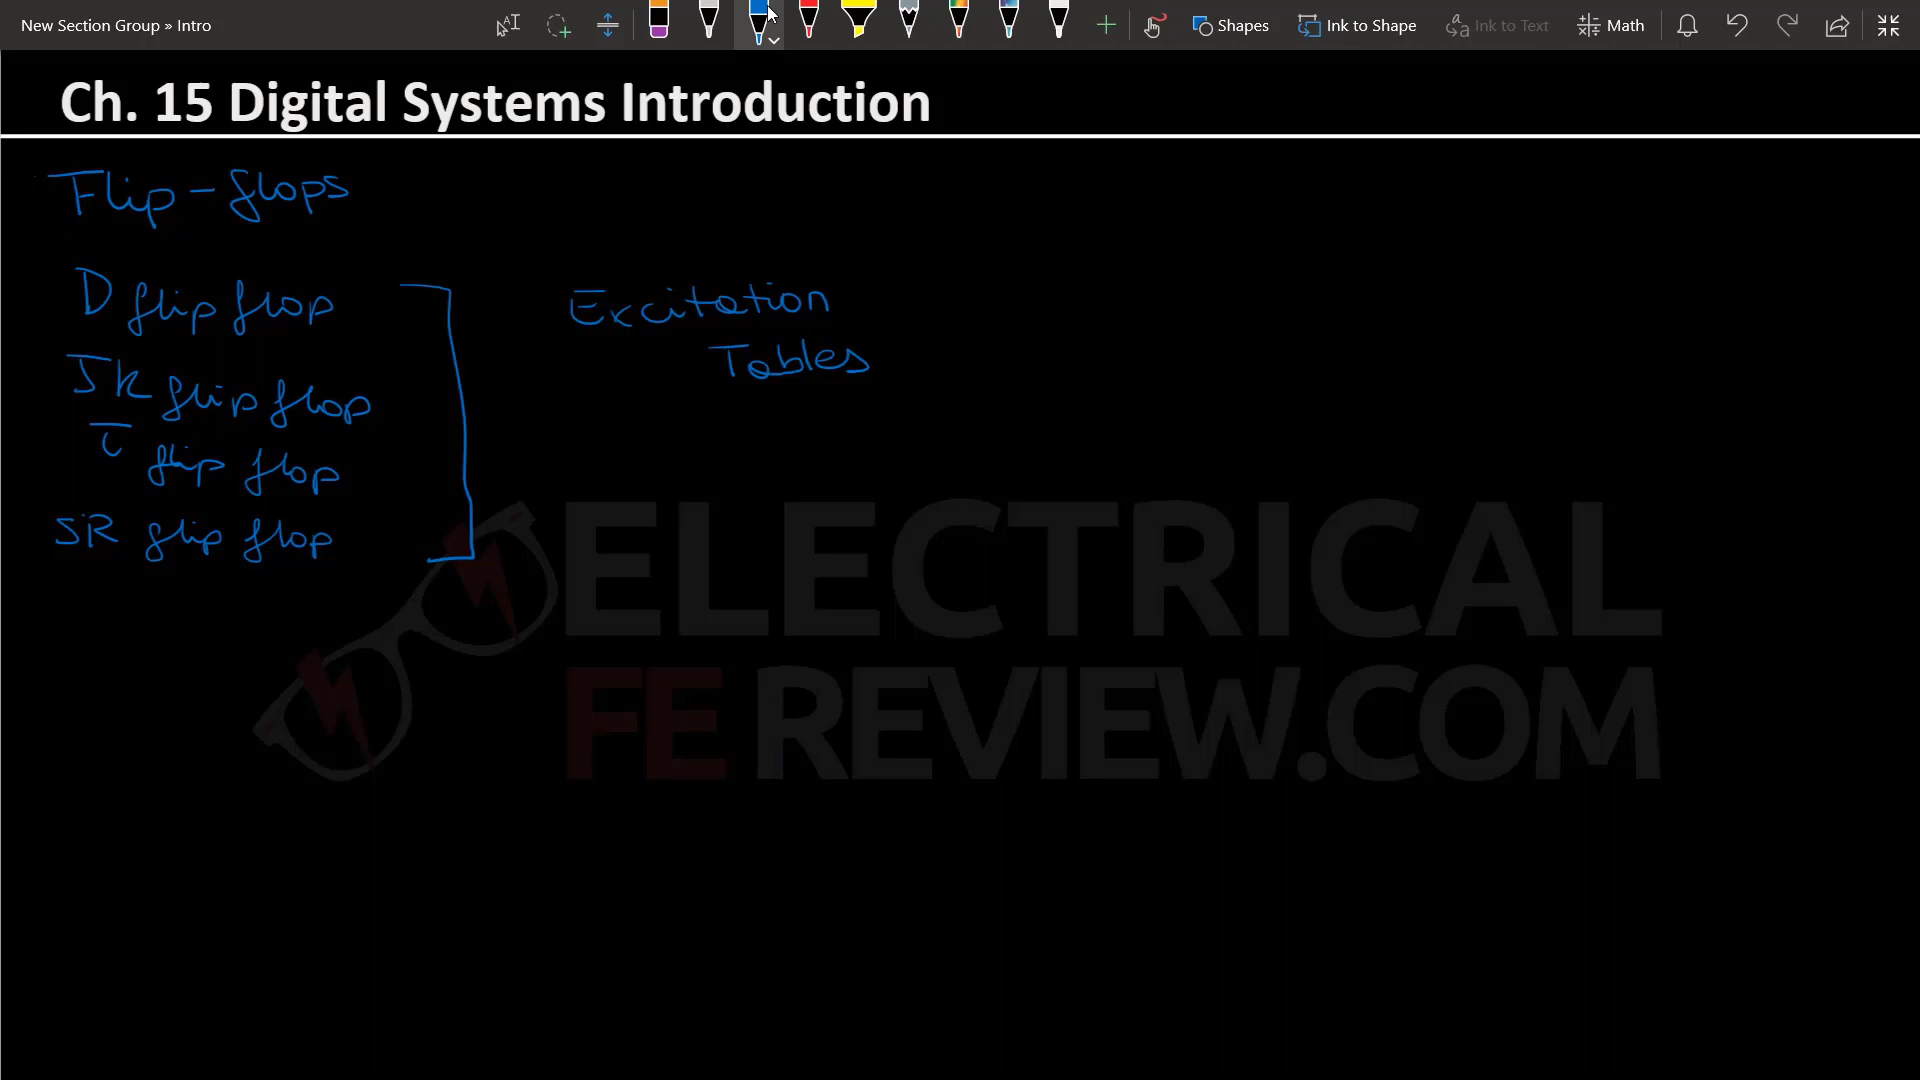 New Section Group » Intro
Shapes
Ink to Shape
Ink to Text
Math
Ch. 15 Digital Systems Introduction
Flip-flops
D flip flop
JK flip flop
T flip flop
SR flip flop
Excitation
Tables
ELECTRICAL
FE REVIEW.COM